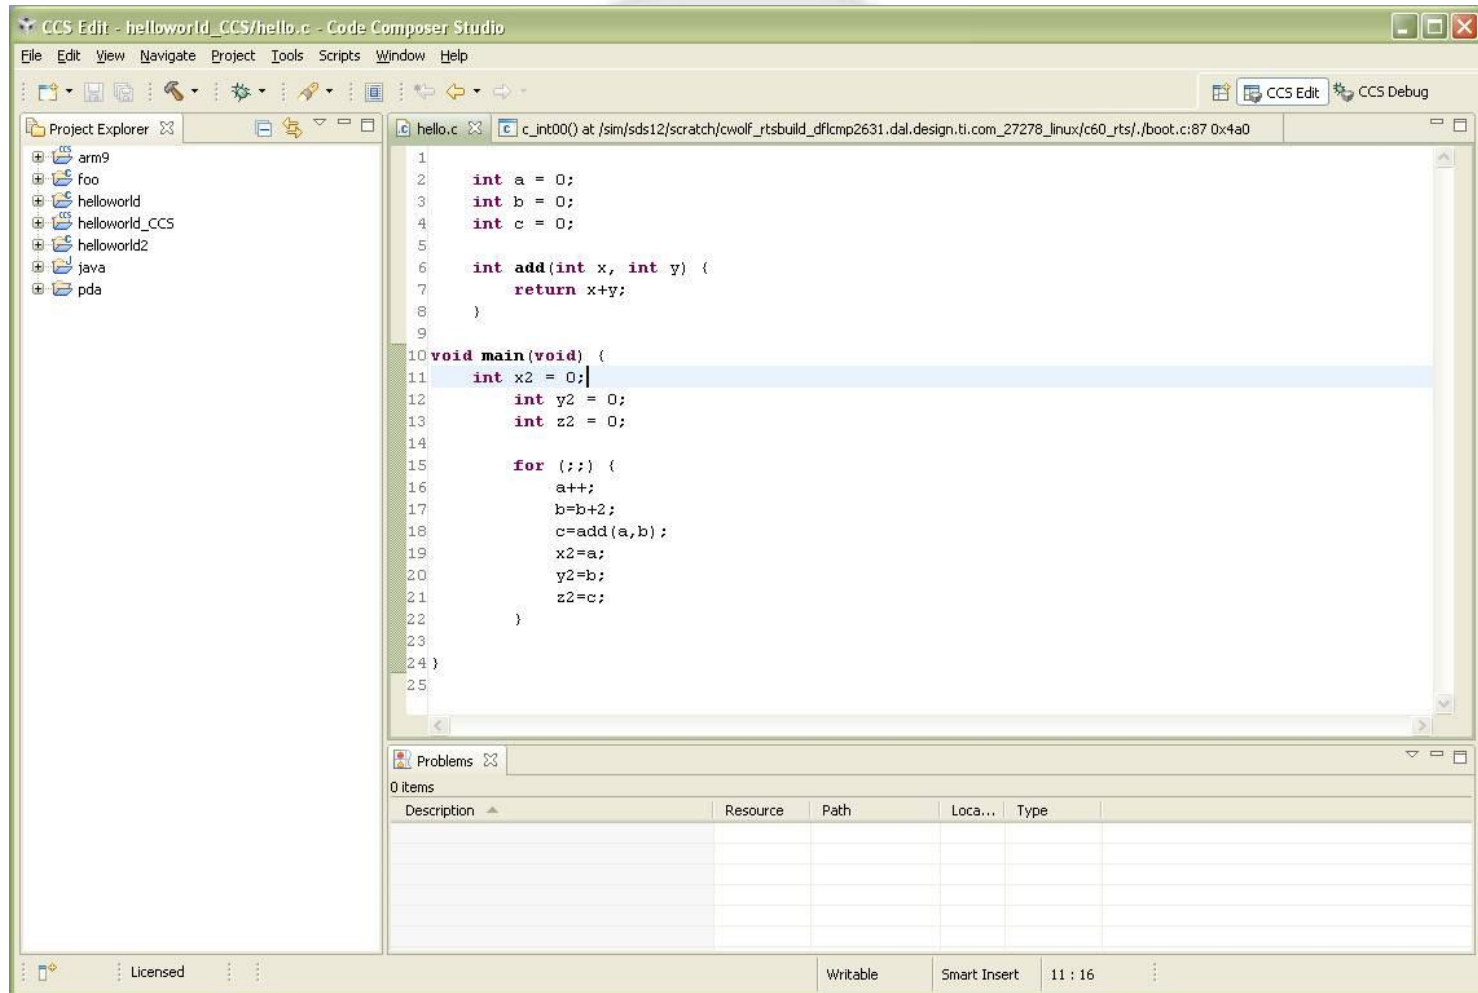 CCS Edit - helloworld_CCS/hello.c - Code Composer Studio
File Edit View Navigate Project Tools Scripts Window Help
CCS Edit CCS Debug
Project Explorer
arm9
foo
helloworld
helloworld_CCS
helloworld2
java
pda
hello.c c_int00() at /sim/sds12/scratch/cwolf_rtsbuild_dflcmp2631.dal.design.ti.com_27278_linux/c60_rts/./boot.c:87 0x4a0
1
2 int a = 0;
3 int b = 0;
4 int c = 0;
5
6 int add(int x, int y) {
7 return x+y;
8 }
9
10 void main(void) {
11 int x2 = 0;
12 int y2 = 0;
13 int z2 = 0;
14
15 for (;;) {
16 a++;
17 b=b+2;
18 c=add(a,b);
19 x2=a;
20 y2=b;
21 z2=c;
22 }
23
24 }
25
Problems
0 items
Description Resource Path Loca... Type
Licensed Writable Smart Insert 11 : 16